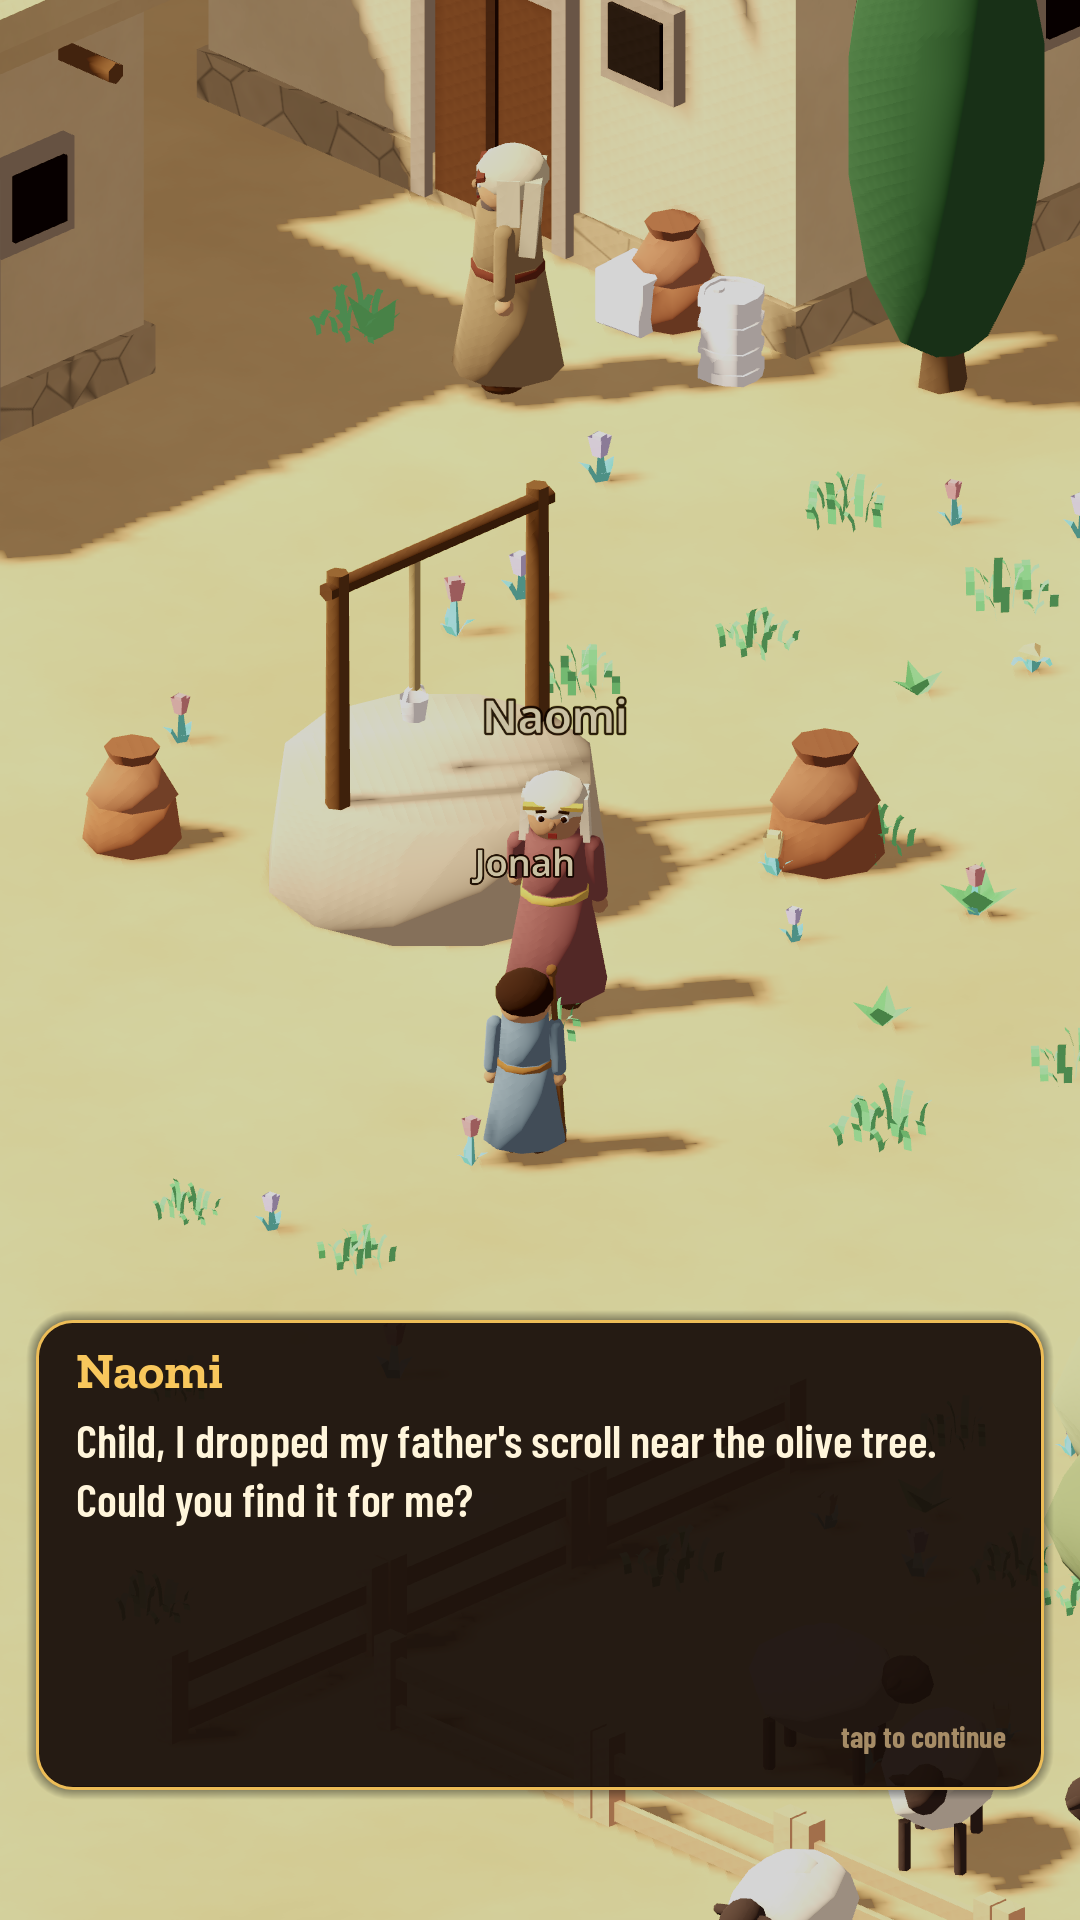 Naomi
Jonah
Naomi
Child, I dropped my father's scroll near the olive tree.
Could you find it for me?
tap to continue